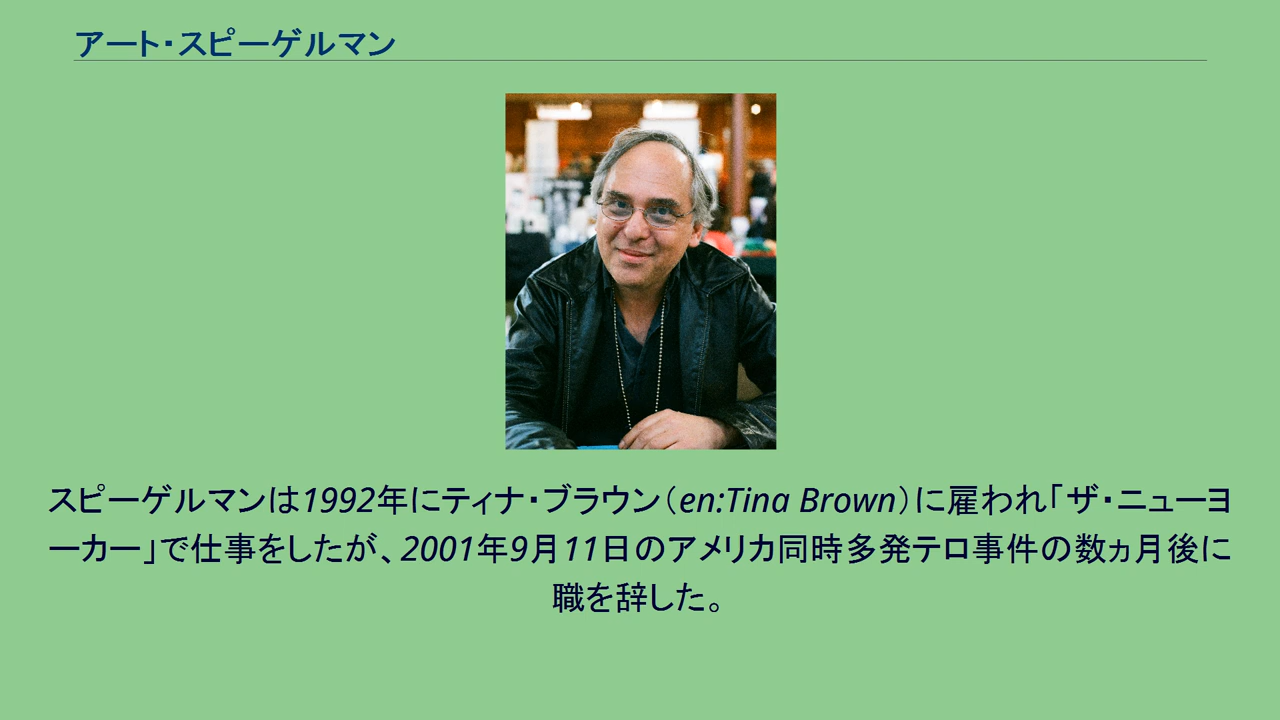 アート・スピーゲルマン
スピーゲルマンは1992年にティナ・ブラウン（en:Tina Brown）に雇われ「ザ・ニューヨ
ーカー」で仕事をしたが、2001年9月11日のアメリカ同時多発テロ事件の数ヵ月後に
職を辞した。